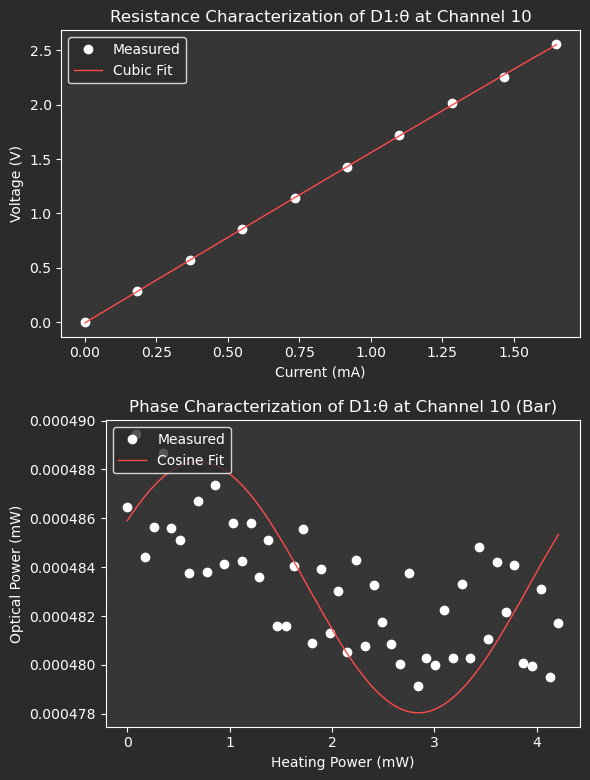 Resistance Characterization of D1:θ at Channel 10
Measured
Cubic Fit
2.5
2.0
1.5
1.0
0.5
0.0
Voltage (V)
0.00 0.25 0.50 0.75 1.00 1.25 1.50
Current (mA)
Phase Characterization of D1:θ at Channel 10 (Bar)
Measured
Cosine Fit
0.000490
0.000488
0.000486
0.000484
0.000482
0.000480
0.000478
Optical Power (mW)
0 1 2 3 4
Heating Power (mW)